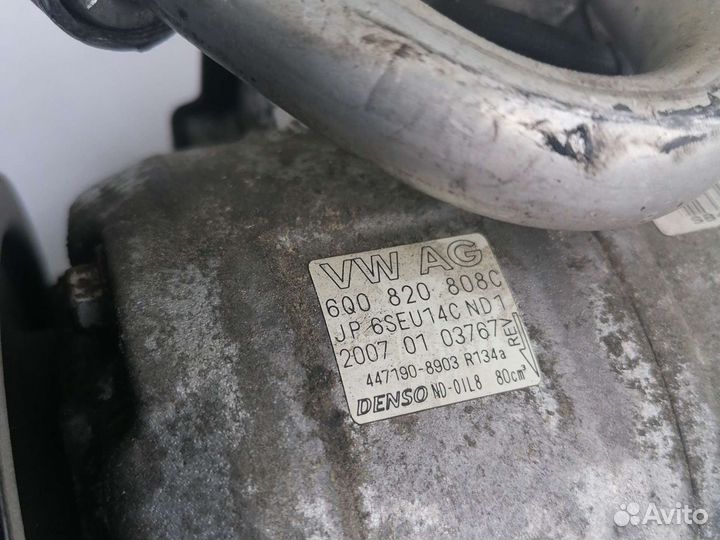 VW AG
6Q0 820 808C
JP 6SEU14C ND1
2007 01 03767
REV
447190-8903 R134a
DENSO ND-OIL8 80cm³
Avito